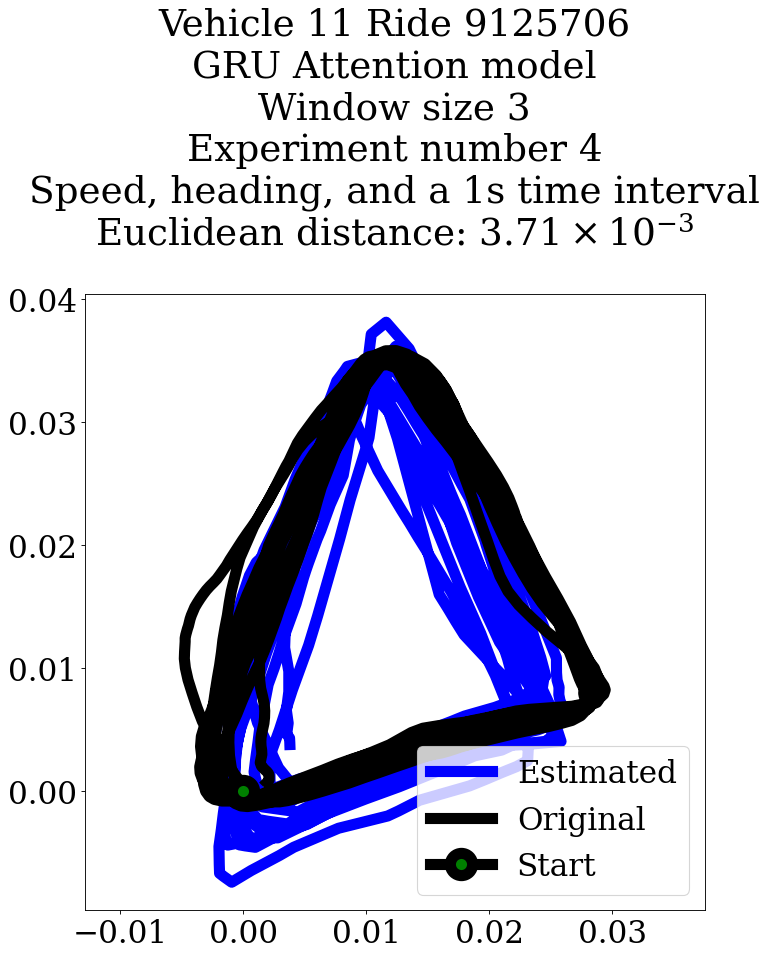 Vehicle 11 Ride 9125706
GRU Attention model
Window size 3
Experiment number 4
Speed, heading, and a 1s time interval
Euclidean distance: 3.71 × 10⁻³
0.04
0.03
0.02
0.01
0.00
Estimated
Original
Start
−0.01 0.00 0.01 0.02 0.03